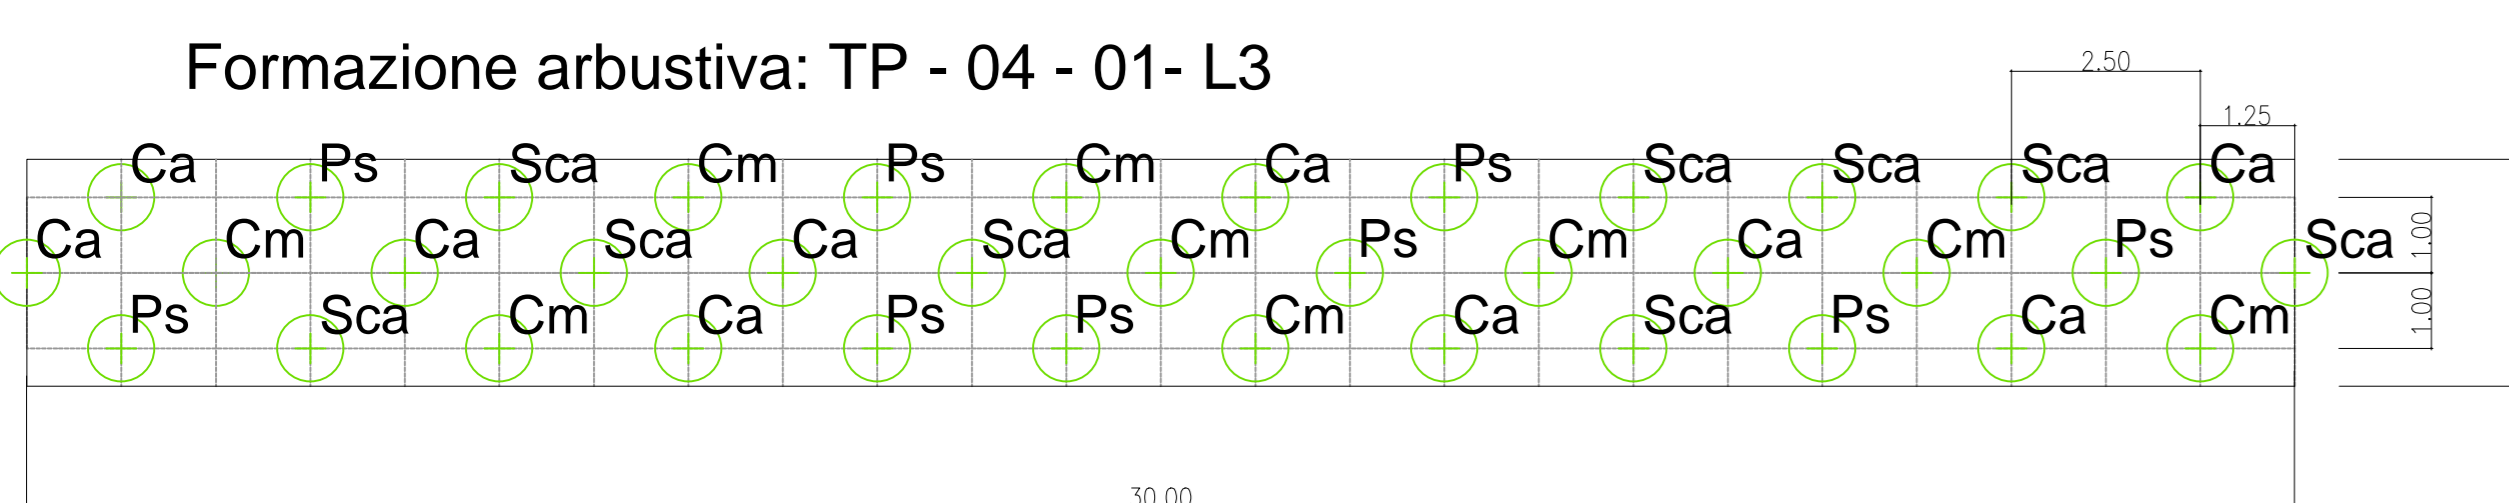 Formazione arbustiva: TP - 04 - 01- L3
2.50
1.25
Ca Ps Sca Cm Ps Cm Ca Ps Sca Sca Sca Ca
Ca Cm Ca Sca Ca Sca Cm Ps Cm Ca Cm Ps Sca
1.00
Ps Sca Cm Ca Ps Ps Cm Ca Sca Ps Ca Cm
1.00
30.00